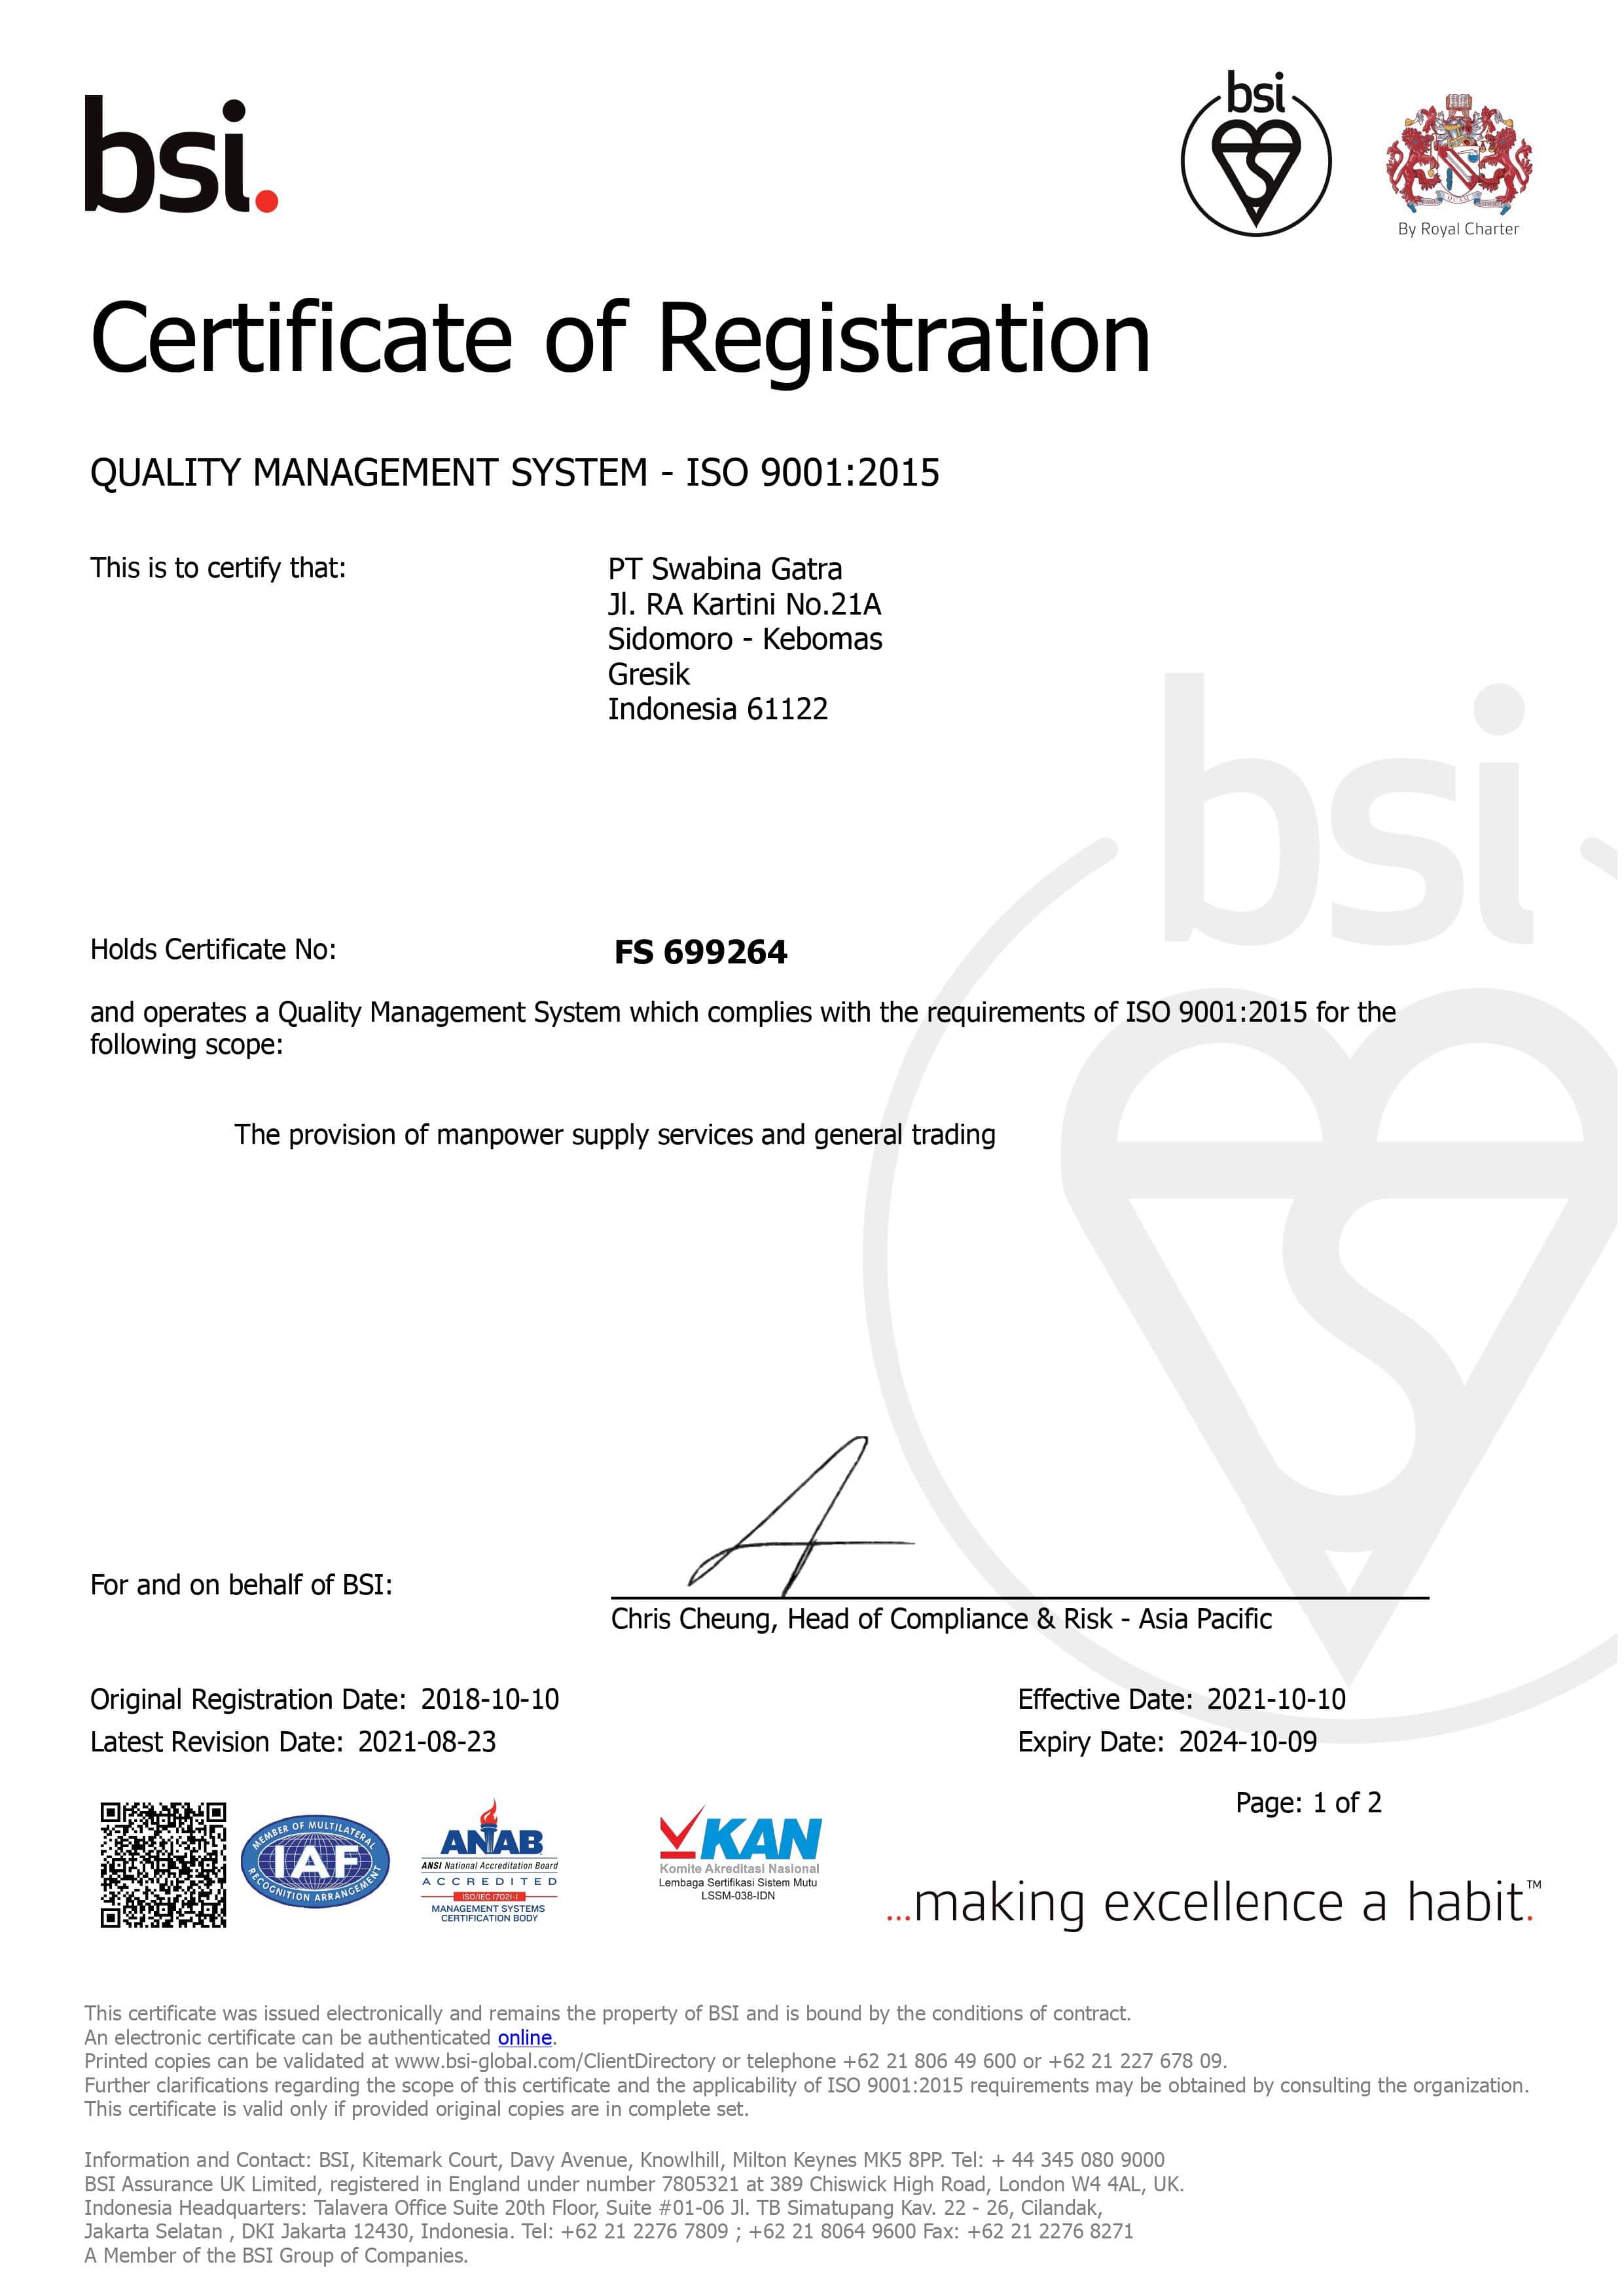 bsi.
bsi
By Royal Charter
Certificate of Registration
QUALITY MANAGEMENT SYSTEM - ISO 9001:2015
This is to certify that:
PT Swabina Gatra
Jl. RA Kartini No.21A
Sidomoro - Kebomas
Gresik
Indonesia 61122
bsi
Holds Certificate No:
FS 699264
and operates a Quality Management System which complies with the requirements of ISO 9001:2015 for the
following scope:
The provision of manpower supply services and general trading
For and on behalf of BSI:
Chris Cheung, Head of Compliance & Risk - Asia Pacific
Original Registration Date: 2018-10-10
Effective Date: 2021-10-10
Latest Revision Date: 2021-08-23
Expiry Date: 2024-10-09
Page: 1 of 2
MEMBER OF MULTILATERAL
IAF
RECOGNITION ARRANGEMENT
ANAB
ANSI National Accreditation Board
ACCREDITED
ISO/IEC 17021-1
MANAGEMENT SYSTEMS
CERTIFICATION BODY
KAN
Komite Akreditasi Nasional
Lembaga Sertifikasi Sistem Mutu
LSSM-038-IDN
...making excellence a habit.™
This certificate was issued electronically and remains the property of BSI and is bound by the conditions of contract.
An electronic certificate can be authenticated online.
Printed copies can be validated at www.bsi-global.com/ClientDirectory or telephone +62 21 806 49 600 or +62 21 227 678 09.
Further clarifications regarding the scope of this certificate and the applicability of ISO 9001:2015 requirements may be obtained by consulting the organization.
This certificate is valid only if provided original copies are in complete set.
Information and Contact: BSI, Kitemark Court, Davy Avenue, Knowlhill, Milton Keynes MK5 8PP. Tel: + 44 345 080 9000
BSI Assurance UK Limited, registered in England under number 7805321 at 389 Chiswick High Road, London W4 4AL, UK.
Indonesia Headquarters: Talavera Office Suite 20th Floor, Suite #01-06 Jl. TB Simatupang Kav. 22 - 26, Cilandak,
Jakarta Selatan , DKI Jakarta 12430, Indonesia. Tel: +62 21 2276 7809 ; +62 21 8064 9600 Fax: +62 21 2276 8271
A Member of the BSI Group of Companies.